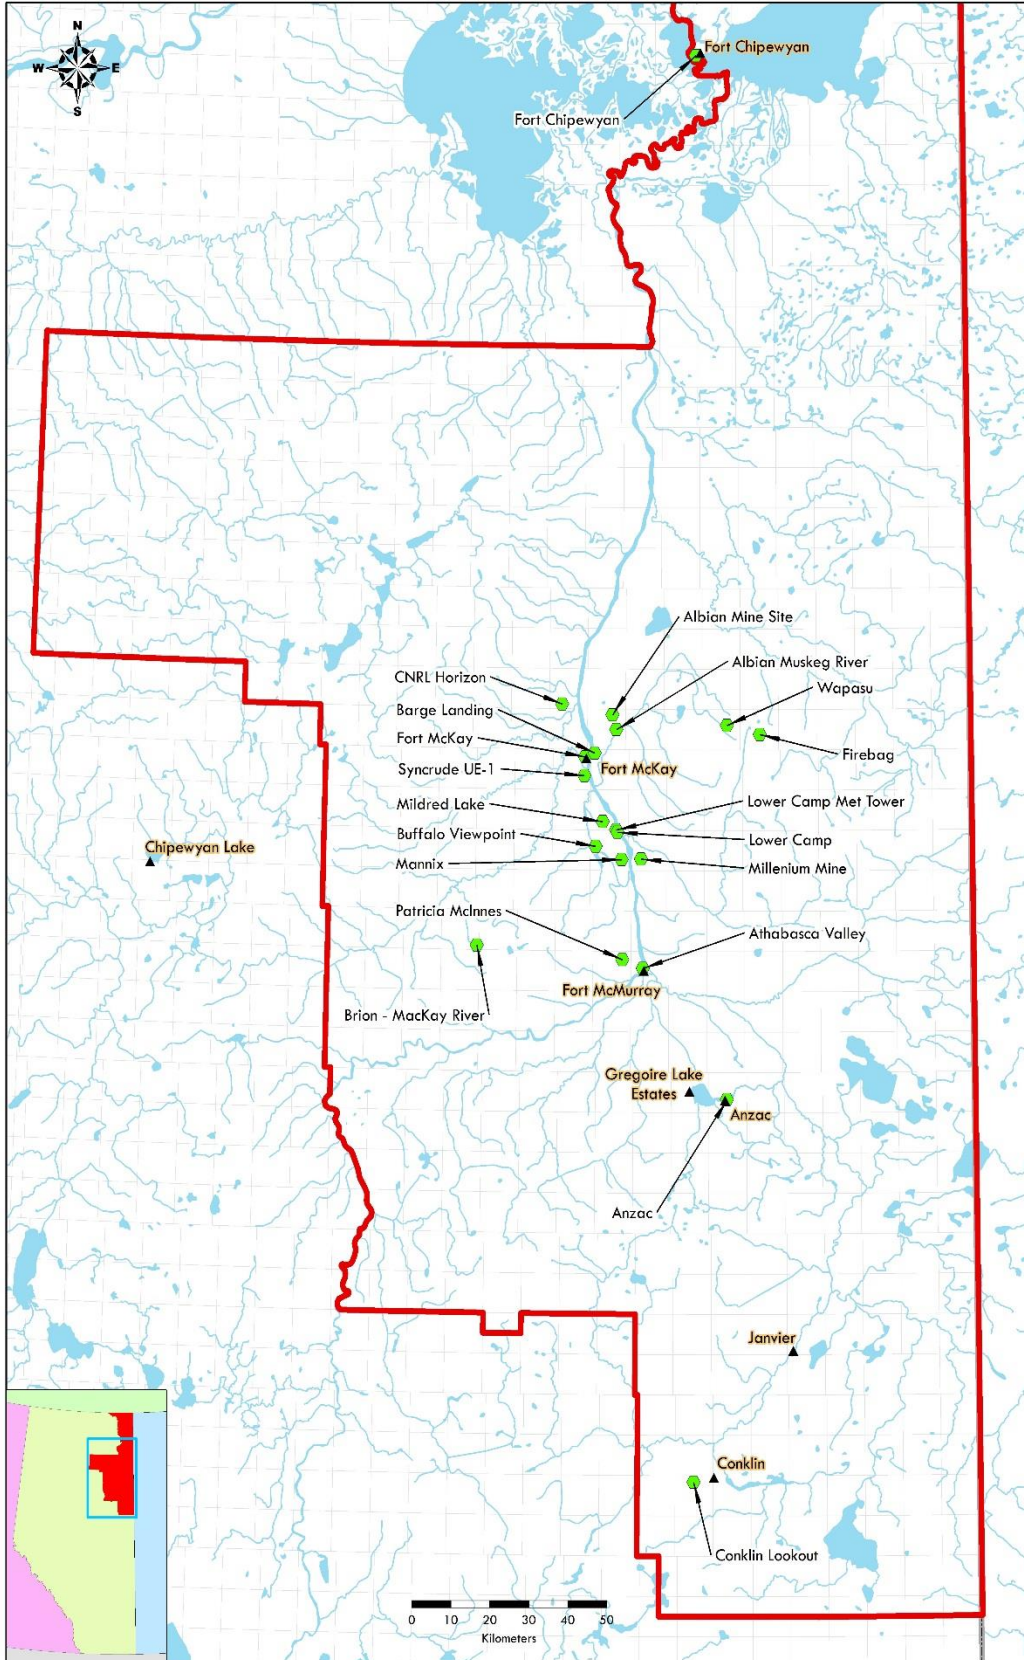 N
W E
S
Fort Chipewyan
Fort Chipewyan
Albian Mine Site
Albian Muskeg River
CNRL Horizon
Wapasu
Barge Landing
Fort McKay
Firebag
Fort McKay
Syncrude UE-1
Mildred Lake
Lower Camp Met Tower
Buffalo Viewpoint
Lower Camp
Chipewyan Lake
Mannix
Millenium Mine
Patricia McInnes
Athabasca Valley
Fort McMurray
Brion - MacKay River
Gregoire Lake
Estates
Anzac
Anzac
Janvier
Conklin
Conklin Lookout
0 10 20 30 40 50
Kilometers